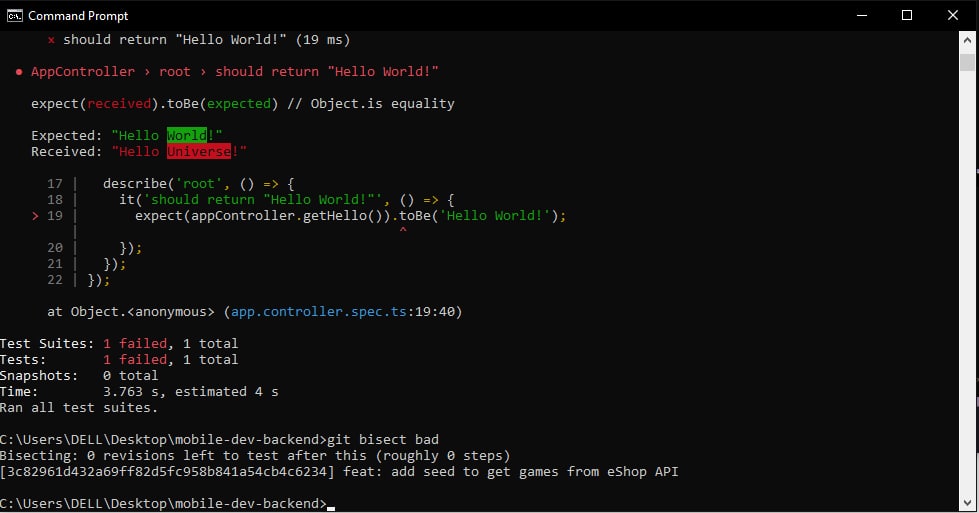 Command Prompt
× should return "Hello World!" (19 ms)
● AppController › root › should return "Hello World!"
expect(received).toBe(expected) // Object.is equality
Expected: "Hello World!"
Received: "Hello Universe!"
17 |   describe('root', () => {
18 |     it('should return "Hello World!"', () => {
> 19 |       expect(appController.getHello()).toBe('Hello World!');
|                                        ^
20 |     });
21 |   });
22 | });
at Object.<anonymous> (app.controller.spec.ts:19:40)
Test Suites: 1 failed, 1 total
Tests:       1 failed, 1 total
Snapshots:   0 total
Time:        3.763 s, estimated 4 s
Ran all test suites.
C:\Users\DELL\Desktop\mobile-dev-backend>git bisect bad
Bisecting: 0 revisions left to test after this (roughly 0 steps)
[3c82961d432a69ff82d5fc958b841a54cb4c6234] feat: add seed to get games from eShop API
C:\Users\DELL\Desktop\mobile-dev-backend>